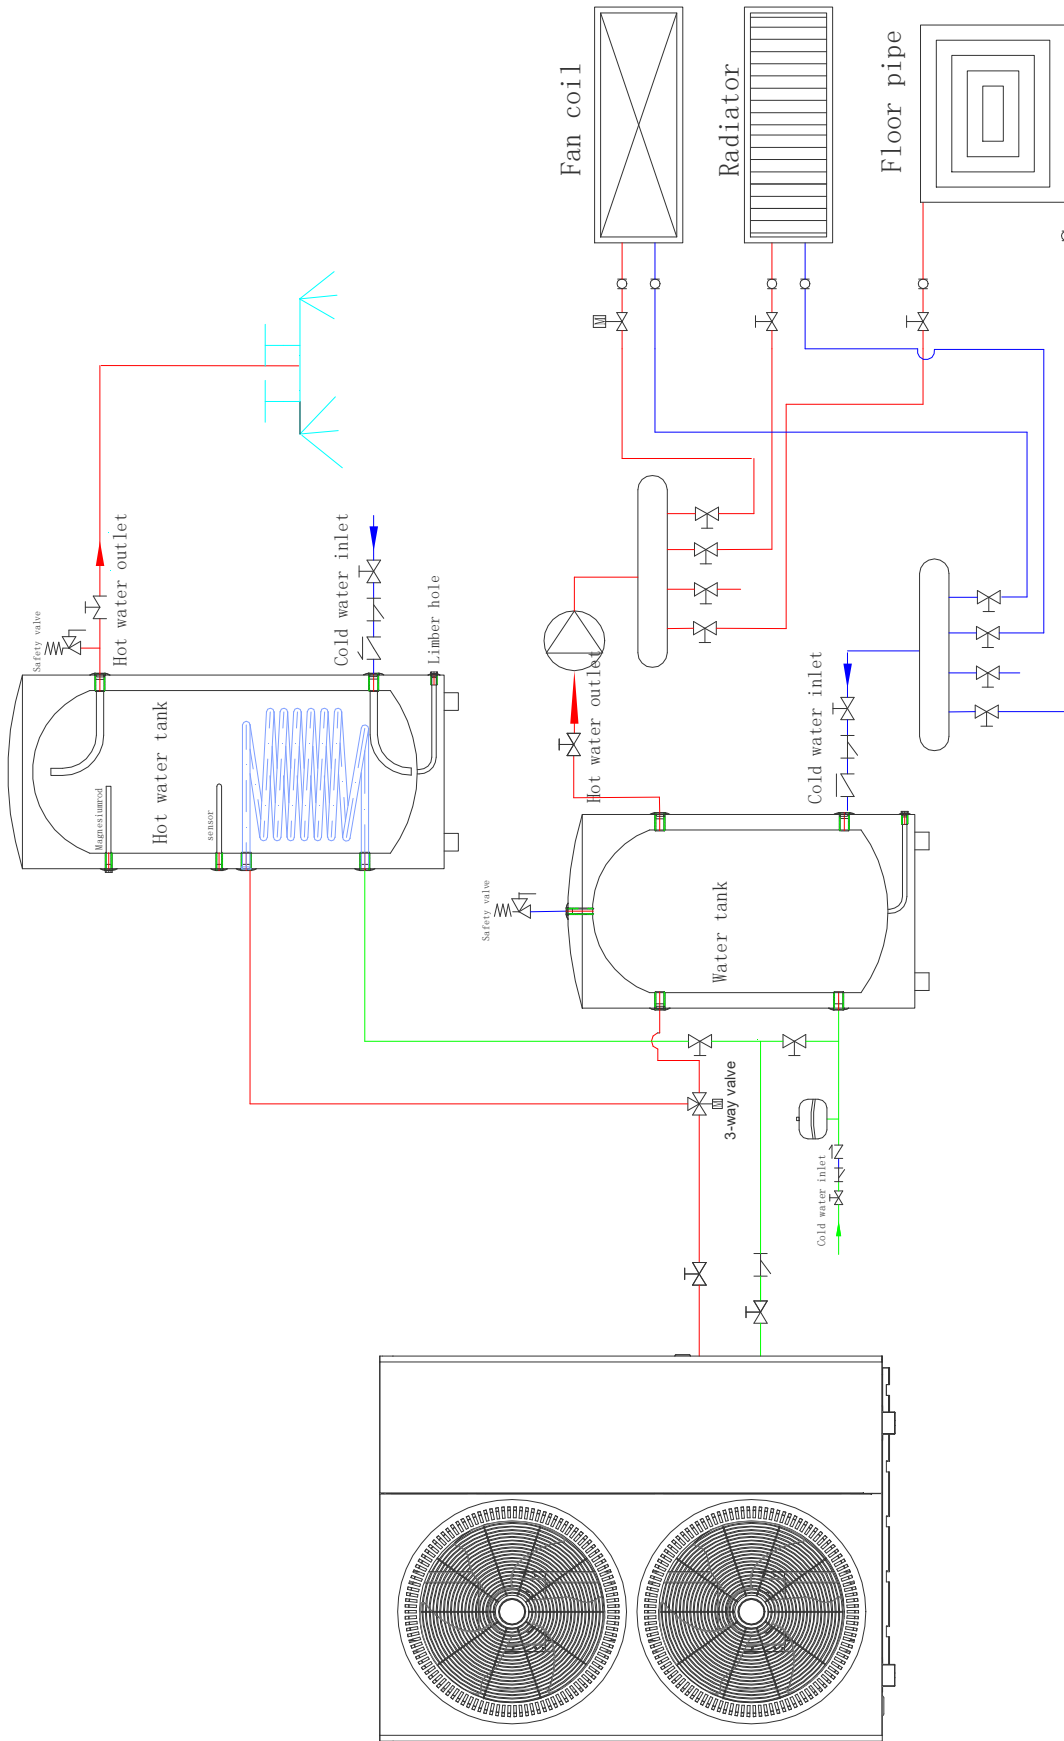 Fan coil
Radiator
Floor pipe
Safety valve
Hot water outlet
Cold water inlet
Limber hole
Hot water tank
Magnesiumrod
sensor
M
Hot water outlet
Cold water inlet
Safety valve
Water tank
3-way valve
M
Cold water inlet